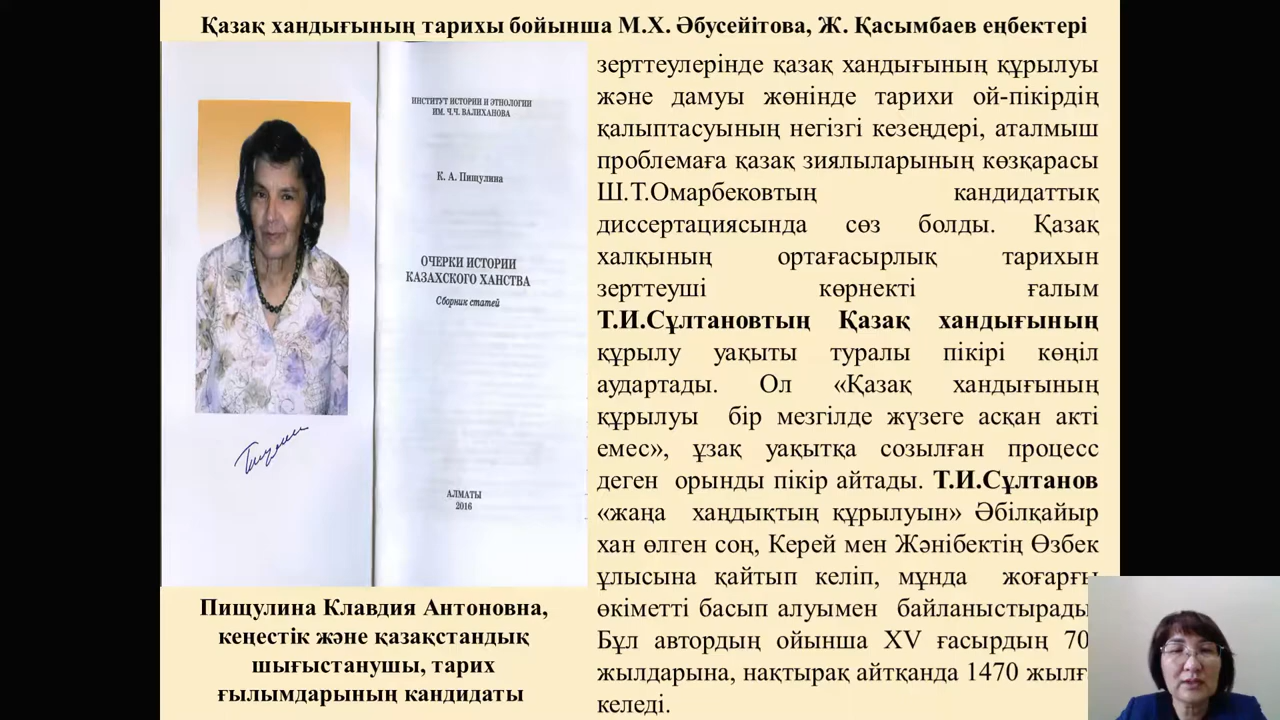 Қазақ хандығының тарихы бойынша М.Х. Әбусейітова, Ж. Қасымбаев еңбектері
ИНСТИТУТ ИСТОРИИ И ЭТНОЛОГИИ
ИМ. Ч.Ч. ВАЛИХАНОВА
К. А. Пищулина
ОЧЕРКИ ИСТОРИИ
КАЗАХСКОГО ХАНСТВА
Сборник статей
АЛМАТЫ
2016
Пищулина Клавдия Антоновна,
кеңестік және қазақстандық
шығыстанушы, тарих
ғылымдарының кандидаты
зерттеулерінде қазақ хандығының құрылуы
және дамуы жөнінде тарихи ой-пікірдің
қалыптасуының негізгі кезеңдері, аталмыш
проблемаға қазақ зиялыларының көзқарасы
Ш.Т.Омарбековтың кандидаттық
диссертациясында сөз болды. Қазақ
халқының ортағасырлық тарихын
зерттеуші көрнекті ғалым
Т.И.Сұлтановтың Қазақ хандығының
құрылу уақыты туралы пікірі көңіл
аудартады. Ол «Қазақ хандығының
құрылуы бір мезгілде жүзеге асқан акті
емес», ұзақ уақытқа созылған процесс
деген орынды пікір айтады. Т.И.Сұлтанов
«жаңа хаңдықтың құрылуын» Әбілқайыр
хан өлген соң, Керей мен Жәнібектің Өзбек
ұлысына қайтып келіп, мұнда жоғарғы
өкіметті басып алуымен байланыстырады
Бұл автордың ойынша XV ғасырдың 70
жылдарына, нақтырақ айтқанда 1470 жылғ
келеді.